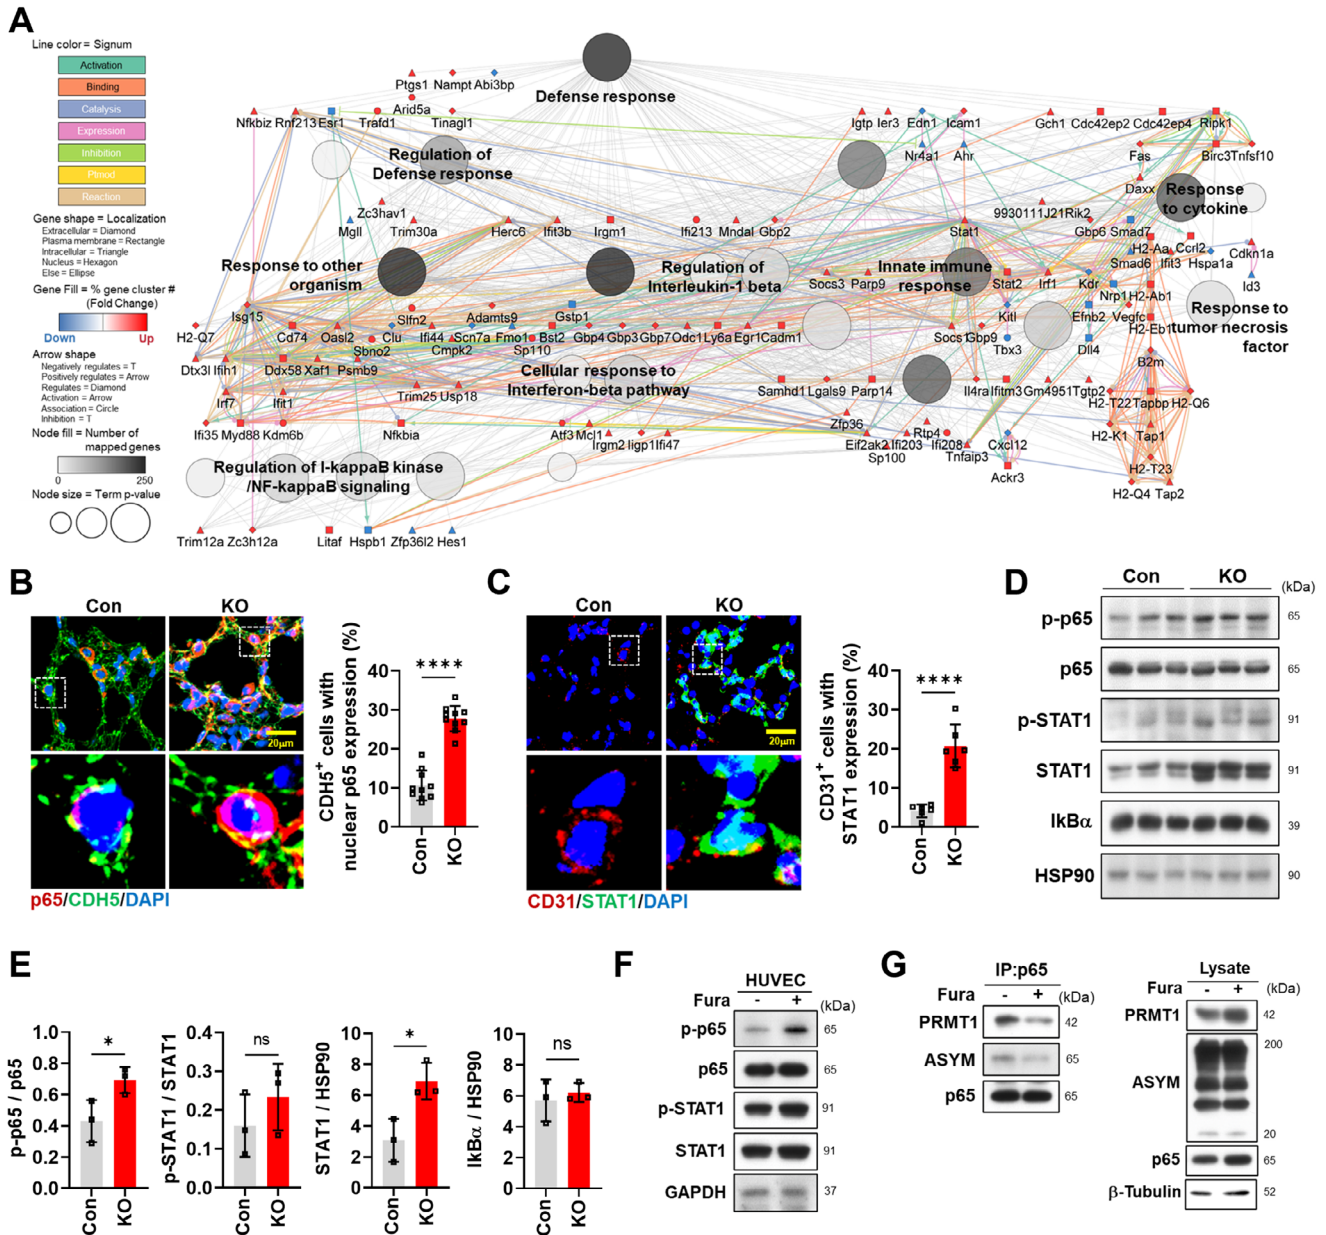 A
Line color = Signum
Activation
Binding
Catalysis
Expression
Inhibition
Ptmod
Reaction
Gene shape = Localization
Extracellular = Diamond
Plasma membrane = Rectangle
Intracellular = Triangle
Nucleus = Hexagon
Else = Ellipse
Gene Fill = % gene cluster #
(Fold Change)
Down Up
Arrow shape
Negatively regulates = T
Positively regulates = Arrow
Regulates = Diamond
Activation = Arrow
Association = Circle
Inhibition = T
Node fill = Number of
mapped genes
0 250
Node size = Term p-value
Defense response
Ptgs1 Nampt Abi3bp
Arid5a
Nfkbiz Rnf213 Esr1 Trafd1 Tinagl1
Igtp Ier3 Edn1 Icam1
Gch1 Cdc42ep2 Cdc42ep4 Ripk1
Regulation of
Defense response
Nr4a1 Ahr
Fas Birc3 Tnfsf10
Daxx
Response
to cytokine
Zc3hav1
Mgll Trim30a Herc6 Ifit3b Irgm1 Ifi213 Mndal Gbp2 Stat1
9930111J21Rik2
Gbp6 Smad7
H2-Aa Ccrl2
Smad6 Ifit3 Hspa1a Cdkn1a
Response to other
organism
Regulation of
Interleukin-1 beta
Innate immune
response
Socs3 Parp9 Stat2 Irf1 Kdr
Nrp1 H2-Ab1
Id3
Response to
tumor necrosis
factor
Isg15
Slfn2 Adamts9 Gstp1
Kitl Efnb2 Vegfc
H2-Eb1
H2-Q7 Cd74 Oasl2 Clu Ifi44 Scn7a Fmo1 Bst2 Gbp4 Gbp3 Gbp7 Odc1 Ly6a Egr1 Cadm1
Socs1 Gbp9
Sbno2 Cmpk2 Sp110
Tbx3 Dll4
B2m
Dtx3l Ifih1 Ddx58 Xaf1 Psmb9
Cellular response to
Interferon-beta pathway
Trim25 Usp18
Samhd1 Lgals9 Parp14
Il4ra Ifitm3 Gm4951 Tgtp2
H2-T22 Tapbp H2-Q6
Irf7 Ifit1
Zfp36
Rtp4
Ifi35 Myd88 Kdm6b Nfkbia
Atf3 Mcl1
Irgm2 Iigp1 Ifi47
Eif2ak2 Ifi203 Ifi208
Sp100 Tnfaip3
Cxcl12
Ackr3
H2-K1 Tap1
H2-T23
H2-Q4 Tap2
Regulation of I-kappaB kinase
/NF-kappaB signaling
Trim12a Zc3h12a Litaf Hspb1 Zfp36l2 Hes1
B
Con KO
20μm
p65/CDH5/DAPI
CDH5+ cells with
nuclear p65 expression (%)
40
30
20
10
0
****
Con KO
C
Con KO
20μm
CD31/STAT1/DAPI
CD31+ cells with
STAT1 expression (%)
40
30
20
10
0
****
Con KO
D
Con KO (kDa)
p-p65 65
p65 65
p-STAT1 91
STAT1 91
IkBα 39
HSP90 90
E
p-p65 / p65
1.0
0.8
0.6
0.4
0.2
0.0
*
Con KO
p-STAT1 / STAT1
0.4
0.3
0.2
0.1
0.0
ns
Con KO
STAT1 / HSP90
10
8
6
4
2
0
*
Con KO
IkBα / HSP90
10
8
6
4
2
0
ns
Con KO
F
HUVEC
Fura - + (kDa)
p-p65 65
p65 65
p-STAT1 91
STAT1 91
GAPDH 37
G
IP:p65
Fura - + (kDa)
PRMT1 42
ASYM 65
p65 65
Lysate
Fura - + (kDa)
PRMT1 42
200
ASYM
20
p65 65
β-Tubulin 52